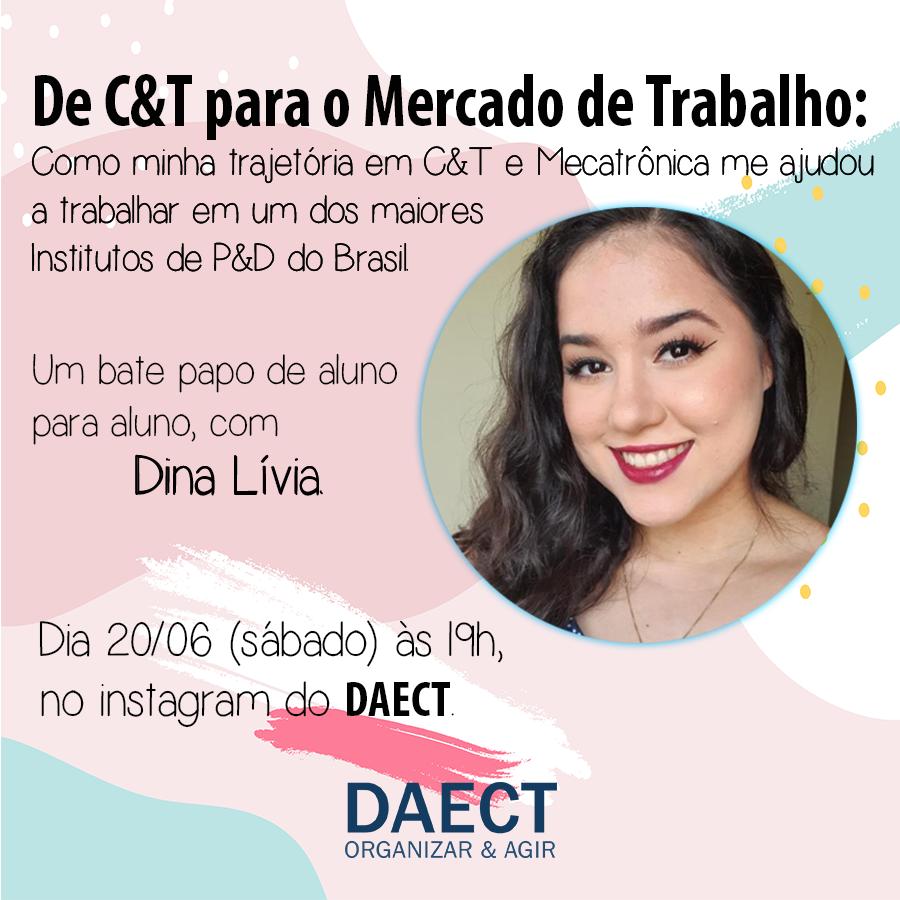 De C&T para o Mercado de Trabalho:
Como minha trajetória em C&T e Mecatrônica me ajudou
a trabalhar em um dos maiores
Institutos de P&D do Brasil.
Um bate papo de aluno
para aluno, com
Dina Lívia.
Dia 20/06 (sábado) às 19h,
no instagram do DAECT.
DAECT
ORGANIZAR & AGIR